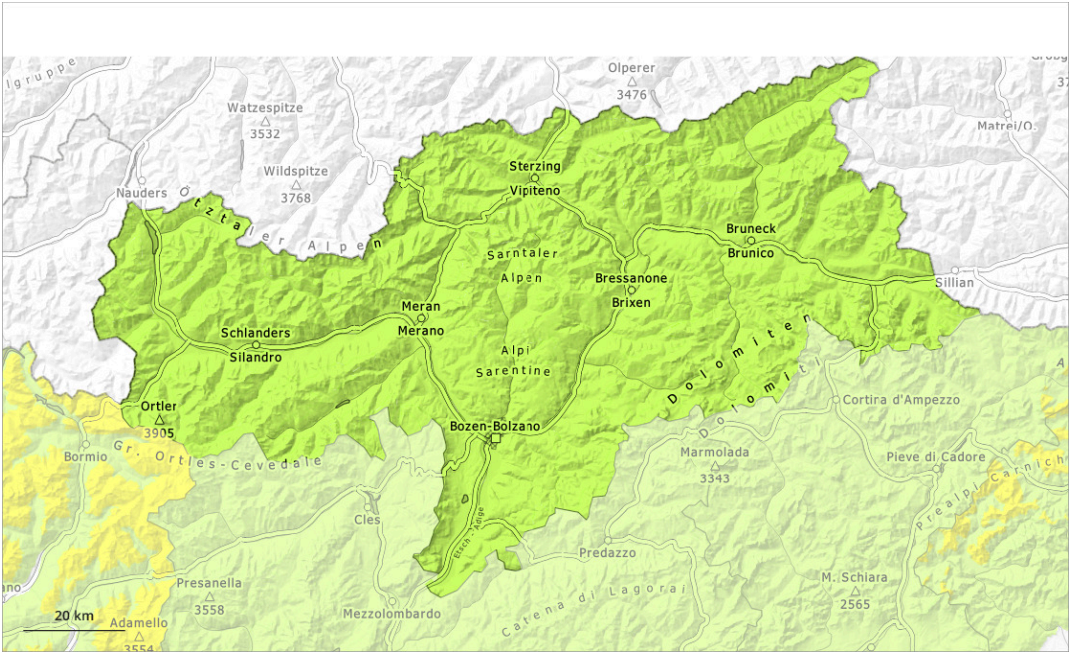 Olperer
3476
Watzespitze
3532
Matrei/O.
Sterzing
Vipiteno
Wildspitze
3768
Nauders
Ötztaler Alpen
Bruneck
Brunico
Sarntaler
Alpen
Bressanone
Brixen
Sillian
Meran
Merano
Schlanders
Silandro
Alpi
Sarentine
Dolomiten
Dolomiti
Ortler
3905
Cortina d'Ampezzo
Bozen-Bolzano
Gr. Ortles-Cevedale
Bormio
Marmolada
3343
Pieve di Cadore
Prealpi Carnich
Cles
Etsch - Adige
Predazzo
Presanella
3558
M. Schiara
2565
Mezzolombardo
Catena di Lagorai
20 km
Adamello
3554